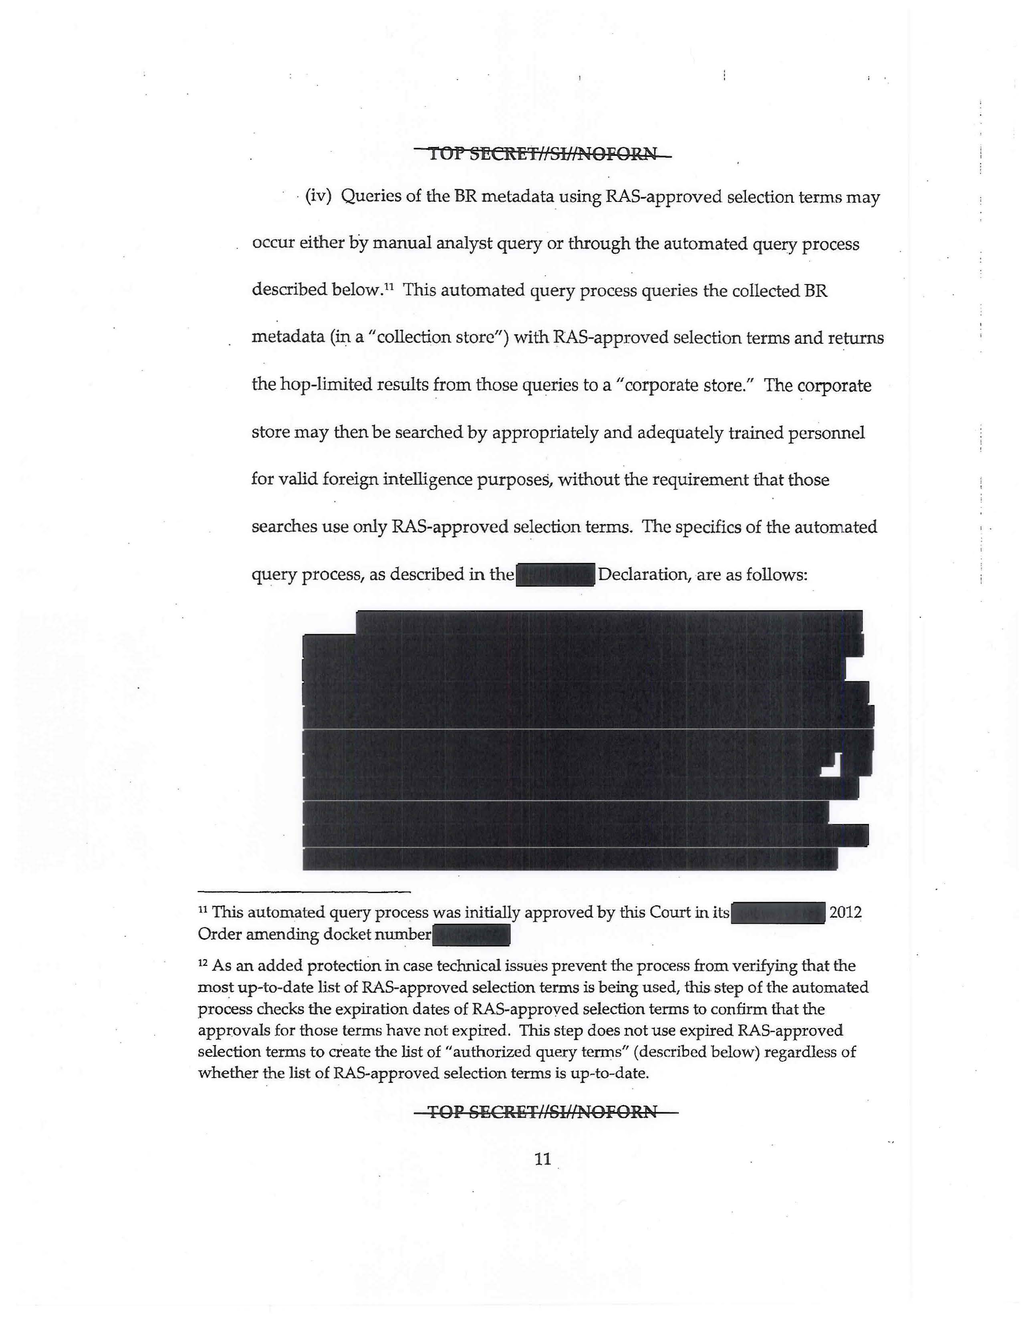 TOP SECRET//SI//NOFORN
(iv) Queries of the BR metadata using RAS-approved selection terms may
occur either by manual analyst query or through the automated query process
described below.¹¹ This automated query process queries the collected BR
metadata (in a "collection store") with RAS-approved selection terms and returns
the hop-limited results from those queries to a "corporate store." The corporate
store may then be searched by appropriately and adequately trained personnel
for valid foreign intelligence purposes, without the requirement that those
searches use only RAS-approved selection terms. The specifics of the automated
query process, as described in the Declaration, are as follows:
¹¹ This automated query process was initially approved by this Court in its 2012
Order amending docket number
¹² As an added protection in case technical issues prevent the process from verifying that the
most up-to-date list of RAS-approved selection terms is being used, this step of the automated
process checks the expiration dates of RAS-approved selection terms to confirm that the
approvals for those terms have not expired. This step does not use expired RAS-approved
selection terms to create the list of "authorized query terms" (described below) regardless of
whether the list of RAS-approved selection terms is up-to-date.
TOP SECRET//SI//NOFORN
11